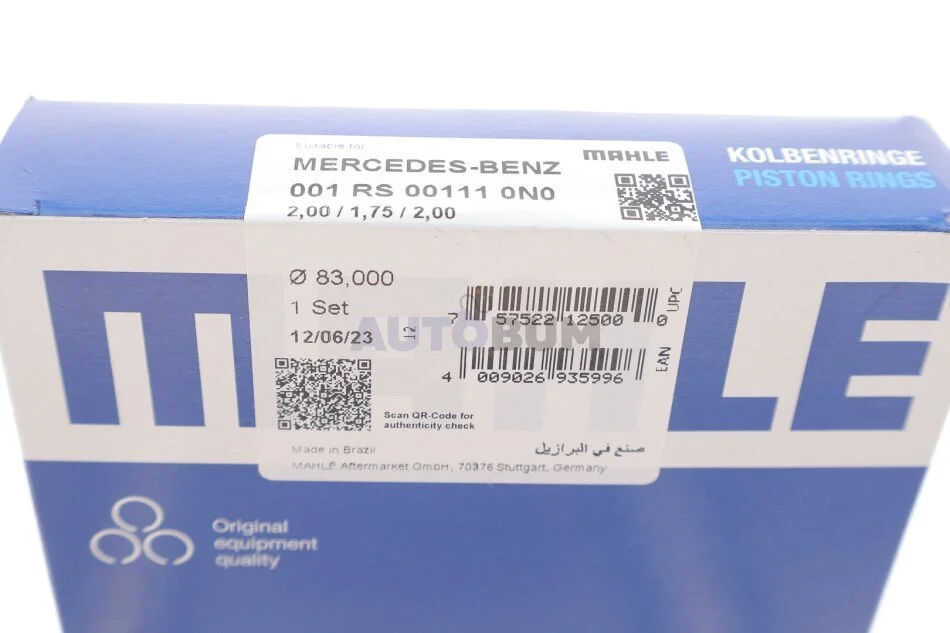 Suitable for
MERCEDES-BENZ
001 RS 00111 0N0
2,00 / 1,75 / 2,00
MAHLE
KOLBENRINGE
PISTON RINGS
Ø 83,000
1 Set
12/06/23
12
7 57522 12500 0
UPC
4 009026 935996
EAN
AUTOBUM
MAHLE
Scan QR-Code for
authenticity check
Made in Brazil
صنع في البرازيل
MAHLE Aftermarket GmbH, 70376 Stuttgart, Germany
Original
equipment
quality